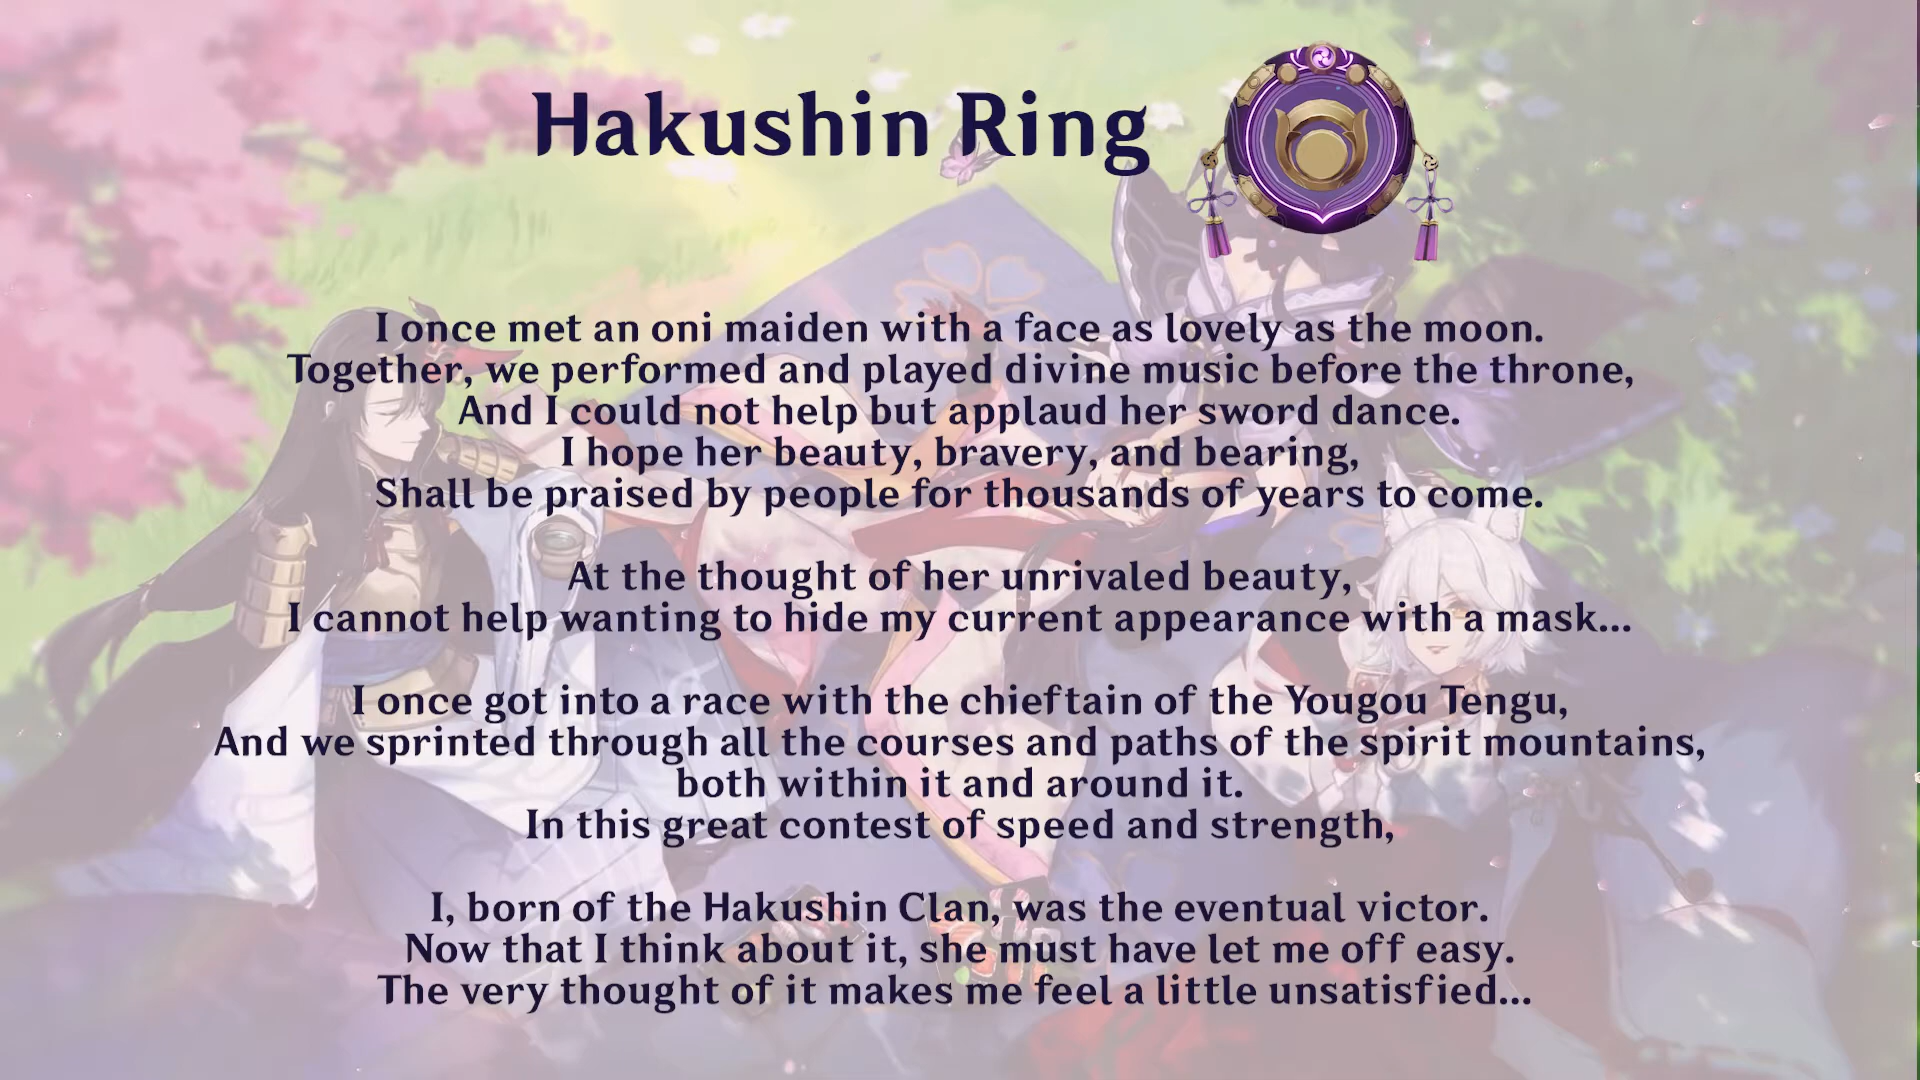 Hakushin Ring
I once met an oni maiden with a face as lovely as the moon.
Together, we performed and played divine music before the throne,
And I could not help but applaud her sword dance.
I hope her beauty, bravery, and bearing,
Shall be praised by people for thousands of years to come.
At the thought of her unrivaled beauty,
I cannot help wanting to hide my current appearance with a mask...
I once got into a race with the chieftain of the Yougou Tengu,
And we sprinted through all the courses and paths of the spirit mountains,
both within it and around it.
In this great contest of speed and strength,
I, born of the Hakushin Clan, was the eventual victor.
Now that I think about it, she must have let me off easy.
The very thought of it makes me feel a little unsatisfied...